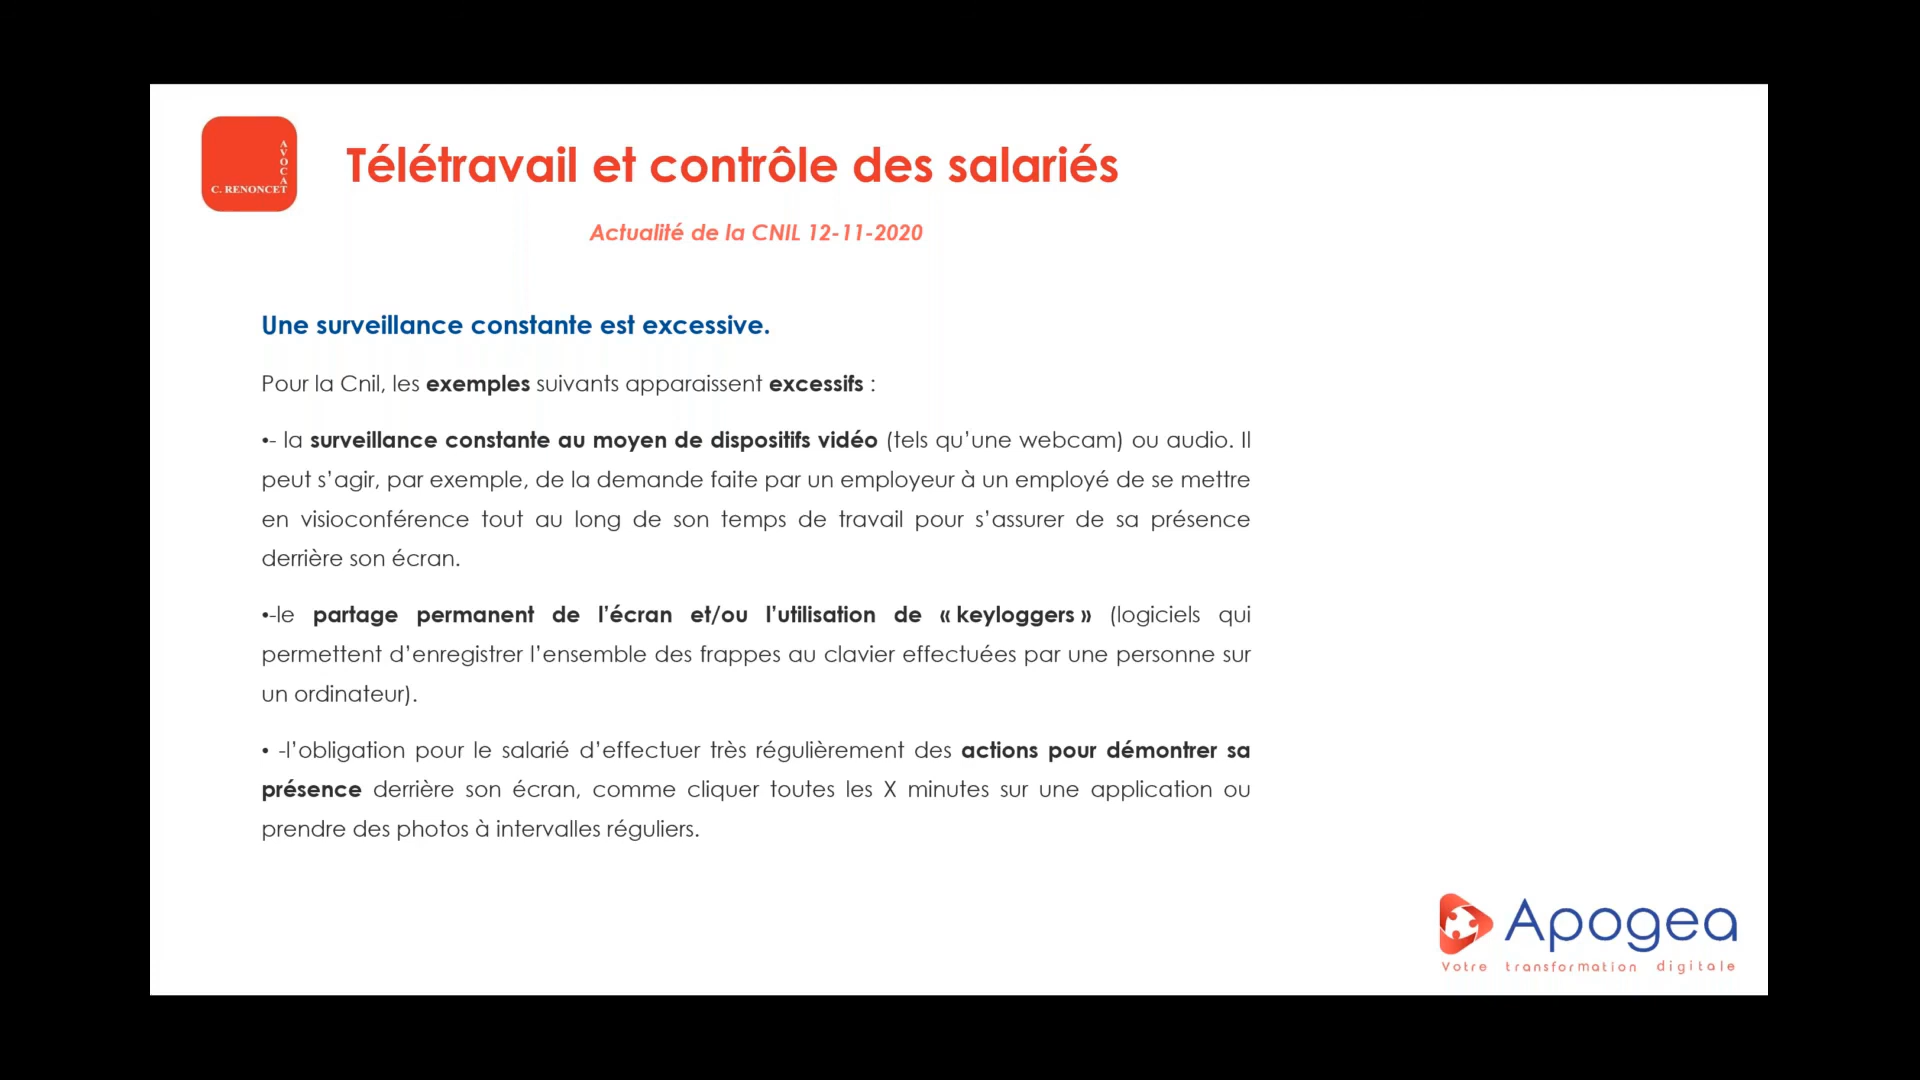 AVOCAT
C. RENONCET
Télétravail et contrôle des salariés
Actualité de la CNIL 12-11-2020
Une surveillance constante est excessive.
Pour la Cnil, les exemples suivants apparaissent excessifs :
•- la surveillance constante au moyen de dispositifs vidéo (tels qu’une webcam) ou audio. Il
peut s’agir, par exemple, de la demande faite par un employeur à un employé de se mettre
en visioconférence tout au long de son temps de travail pour s’assurer de sa présence
derrière son écran.
•-le partage permanent de l’écran et/ou l’utilisation de « keyloggers » (logiciels qui
permettent d’enregistrer l’ensemble des frappes au clavier effectuées par une personne sur
un ordinateur).
• -l’obligation pour le salarié d’effectuer très régulièrement des actions pour démontrer sa
présence derrière son écran, comme cliquer toutes les X minutes sur une application ou
prendre des photos à intervalles réguliers.
Apogea
Votre transformation digitale